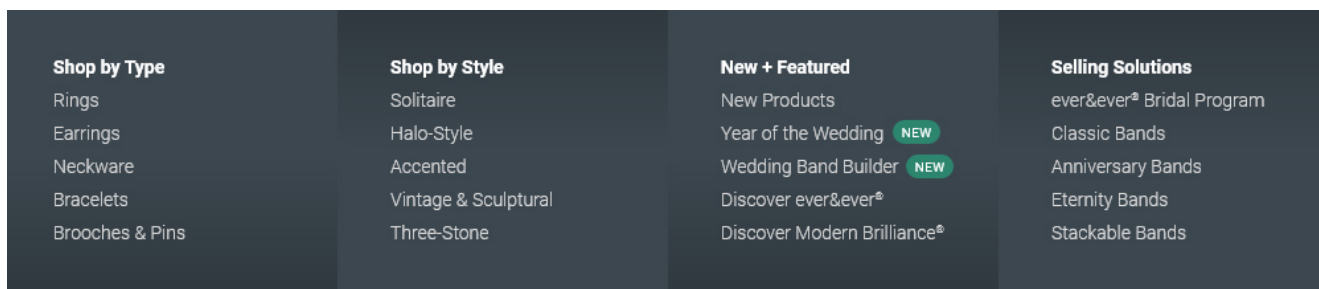 Shop by Type
Rings
Earrings
Neckware
Bracelets
Brooches & Pins
Shop by Style
Solitaire
Halo-Style
Accented
Vintage & Sculptural
Three-Stone
New + Featured
New Products
Year of the Wedding NEW
Wedding Band Builder NEW
Discover ever&ever®
Discover Modern Brilliance®
Selling Solutions
ever&ever® Bridal Program
Classic Bands
Anniversary Bands
Eternity Bands
Stackable Bands